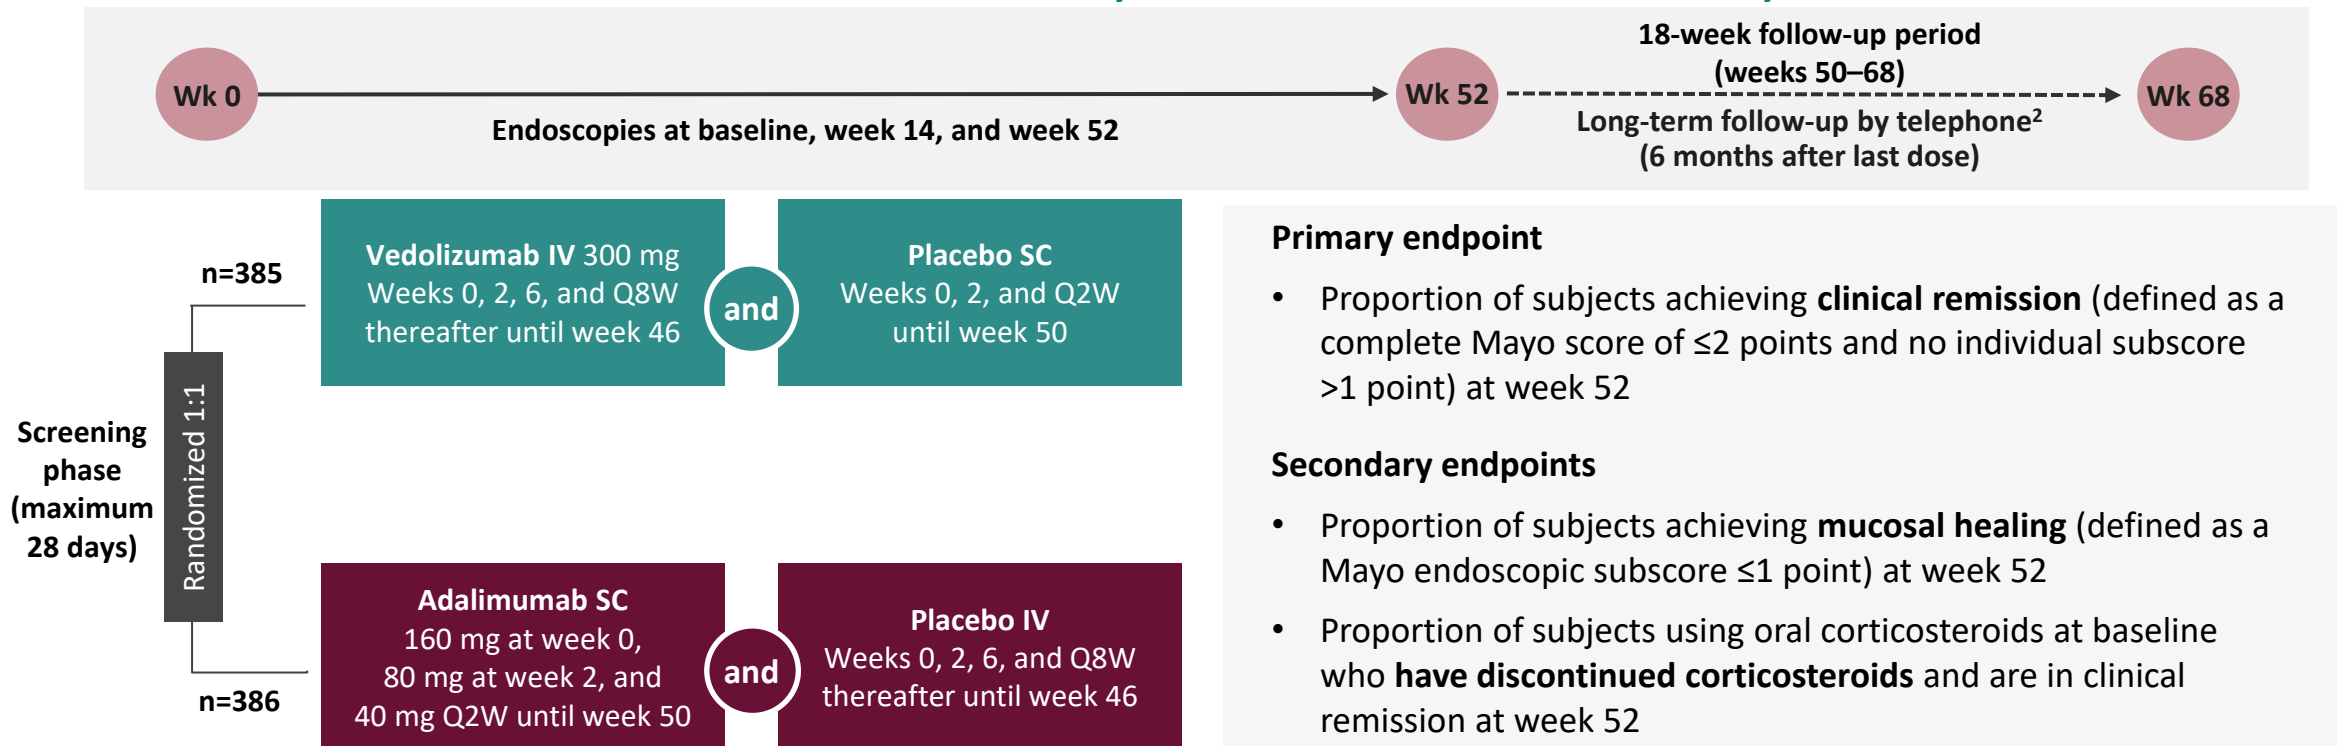 18-week follow-up period
(weeks 50–68)
Wk 0
Wk 52
Wk 68
Endoscopies at baseline, week 14, and week 52
Long-term follow-up by telephone²
(6 months after last dose)
Screening
phase
(maximum
28 days)
Randomized 1:1
n=385
Vedolizumab IV 300 mg
Weeks 0, 2, 6, and Q8W
thereafter until week 46
and
Placebo SC
Weeks 0, 2, and Q2W
until week 50
n=386
Adalimumab SC
160 mg at week 0,
80 mg at week 2, and
40 mg Q2W until week 50
and
Placebo IV
Weeks 0, 2, 6, and Q8W
thereafter until week 46
Primary endpoint
• Proportion of subjects achieving clinical remission (defined as a
complete Mayo score of ≤2 points and no individual subscore
>1 point) at week 52
Secondary endpoints
• Proportion of subjects achieving mucosal healing (defined as a
Mayo endoscopic subscore ≤1 point) at week 52
• Proportion of subjects using oral corticosteroids at baseline
who have discontinued corticosteroids and are in clinical
remission at week 52